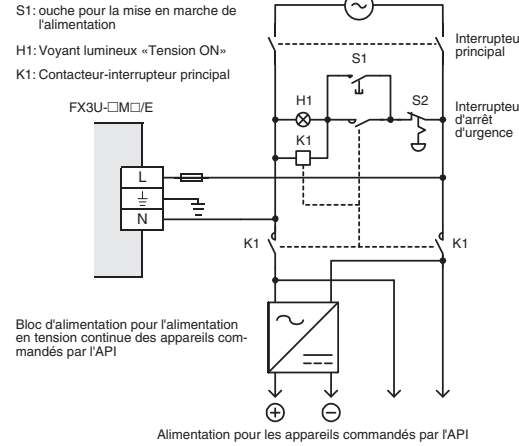 S1: ouche pour la mise en marche de
l'alimentation
H1: Voyant lumineux «Tension ON»
K1: Contacteur-interrupteur principal
Interrupteur
principal
S1
FX3U-□M□/E
H1
S2
Interrupteur
d'arrêt
d'urgence
K1
L
N
K1
K1
Bloc d'alimentation pour l'alimentation
en tension continue des appareils com-
mandés par l'API
Alimentation pour les appareils commandés par l'API